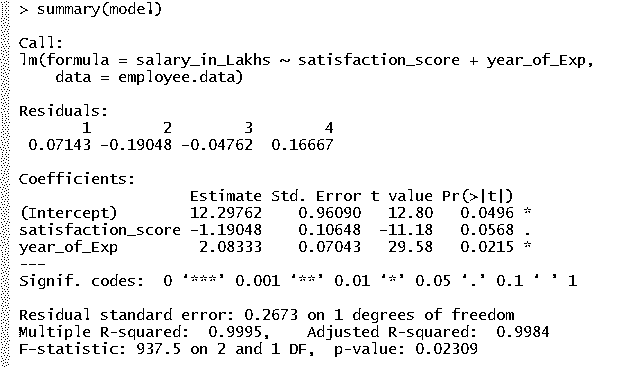 > summary(model)
Call:
lm(formula = salary_in_Lakhs ~ satisfaction_score + year_of_Exp,
    data = employee.data)
Residuals:
       1        2        3        4
 0.07143 -0.19048 -0.04762  0.16667
Coefficients:
                   Estimate Std. Error t value Pr(>|t|)
(Intercept)        12.29762    0.96090   12.80   0.0496 *
satisfaction_score -1.19048    0.10648  -11.18   0.0568 .
year_of_Exp         2.08333    0.07043   29.58   0.0215 *
---
Signif. codes:  0 ‘***’ 0.001 ‘**’ 0.01 ‘*’ 0.05 ‘.’ 0.1 ‘ ’ 1
Residual standard error: 0.2673 on 1 degrees of freedom
Multiple R-squared:  0.9995,    Adjusted R-squared:  0.9984
F-statistic: 937.5 on 2 and 1 DF,  p-value: 0.02309